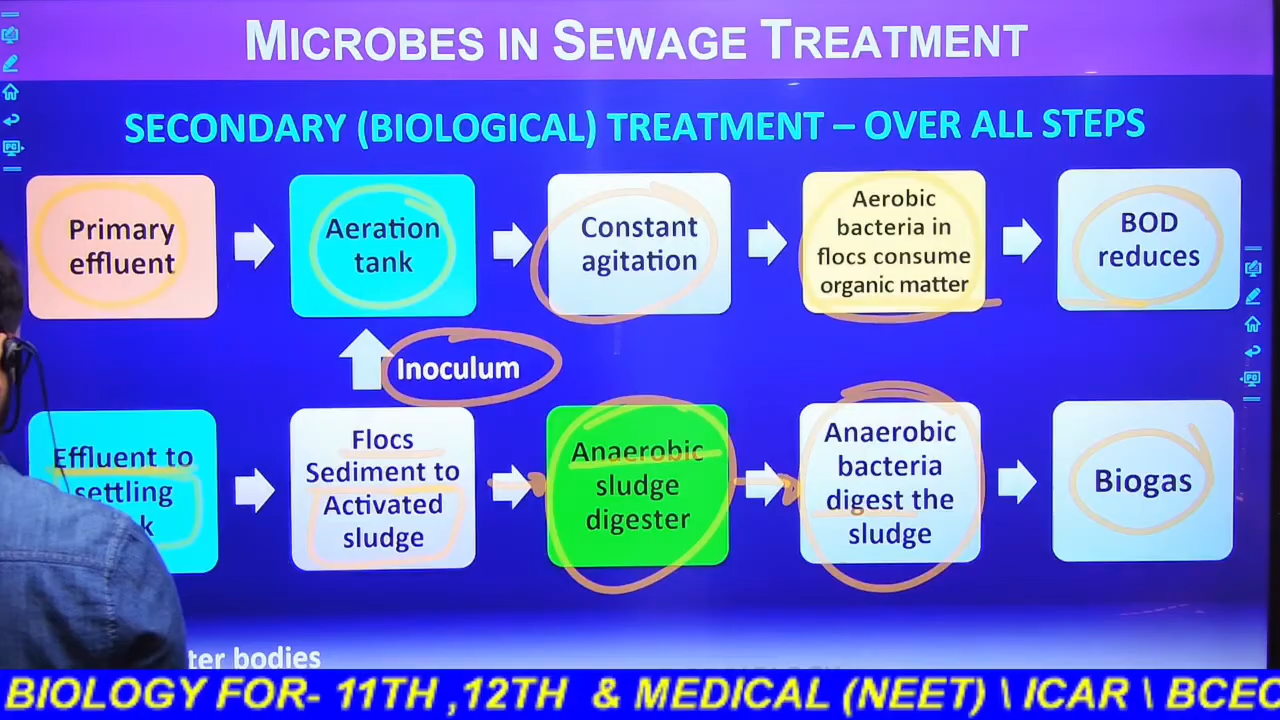 MICROBES IN SEWAGE TREATMENT
SECONDARY (BIOLOGICAL) TREATMENT – OVER ALL STEPS
Primary
effluent
Aeration
tank
Constant
agitation
Aerobic
bacteria in
flocs consume
organic matter
BOD
reduces
Inoculum
Effluent to
settling
Flocs
Sediment to
Activated
sludge
Anaerobic
sludge
digester
Anaerobic
bacteria
digest the
sludge
Biogas
ter bodies
BIOLOGY FOR- 11TH ,12TH & MEDICAL (NEET) \ ICAR \ BCEC